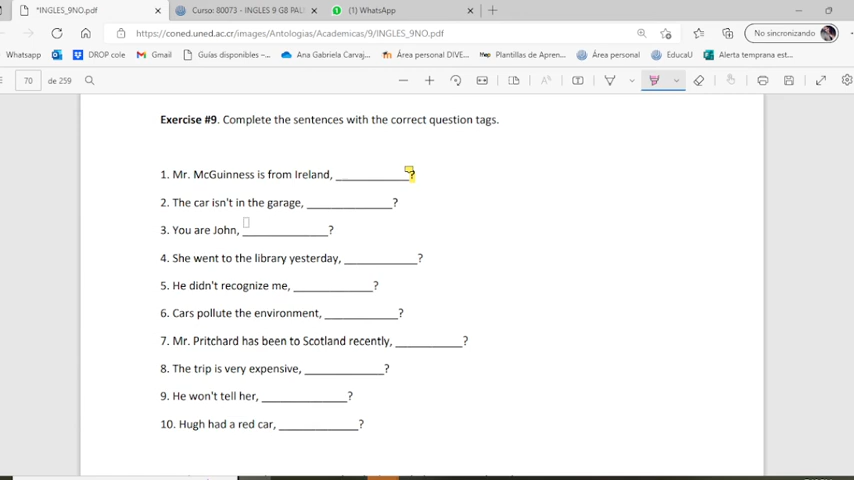 *INGLES_9NO.pdf
Curso: 80073 - INGLES 9 GB PAL
(1) WhatsApp
https://coned.uned.ac.cr/images/Antologias/Academicas/9/INGLES_9NO.pdf
No sincronizando
Whatsapp DROP cole Gmail Guías disponibles –... Ana Gabriela Carvaj... Área personal DIVE... Plantillas de Apren... Área personal EducaU Alerta temprana est...
70 de 259
Exercise #9. Complete the sentences with the correct question tags.
1. Mr. McGuinness is from Ireland, ____________?
2. The car isn't in the garage, ____________?
3. You are John, ____________?
4. She went to the library yesterday, __________?
5. He didn't recognize me, ___________?
6. Cars pollute the environment, __________?
7. Mr. Pritchard has been to Scotland recently, _________?
8. The trip is very expensive, ___________?
9. He won't tell her, ____________?
10. Hugh had a red car, ___________?